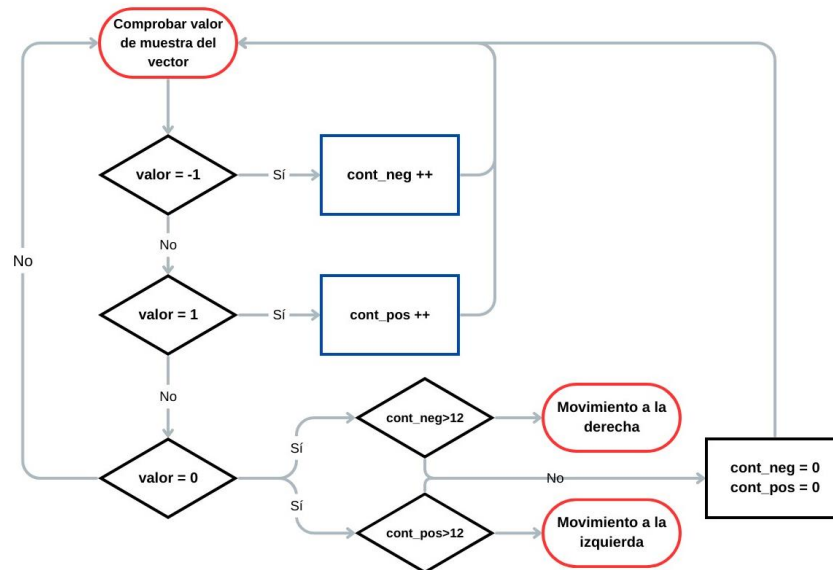 Comprobar valor
de muestra del
vector
valor = -1
Sí
cont_neg ++
No
No
valor = 1
Sí
cont_pos ++
No
valor = 0
Sí
Sí
cont_neg>12
Movimiento a la
derecha
No
cont_neg = 0
cont_pos = 0
cont_pos>12
Movimiento a la
izquierda